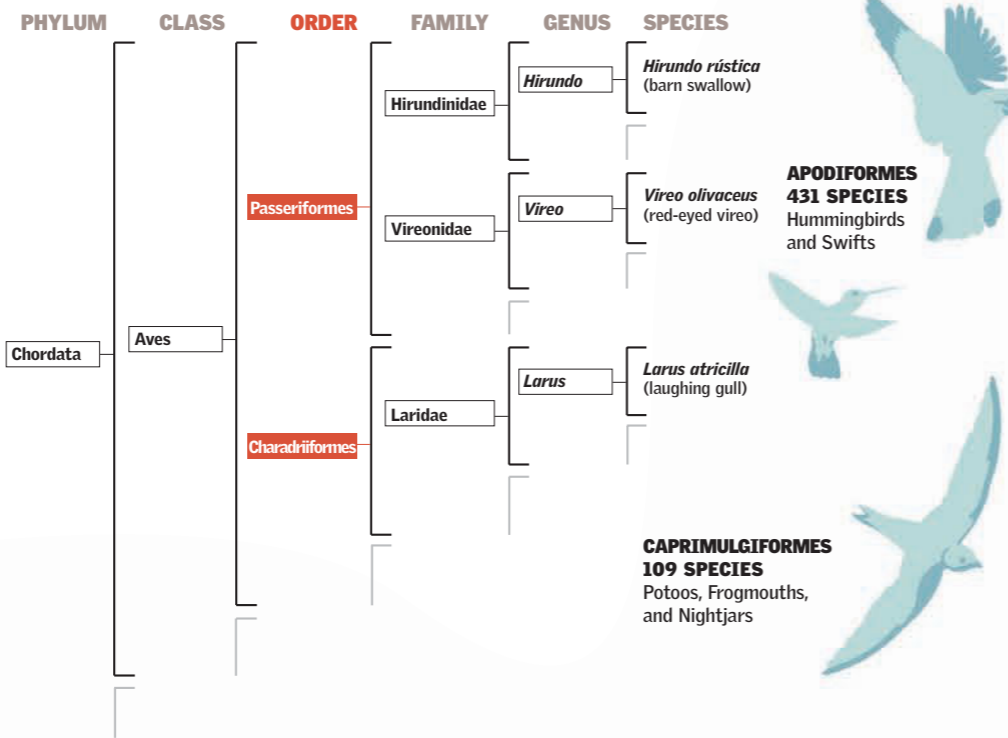 PHYLUM CLASS ORDER FAMILY GENUS SPECIES
Chordata
Aves
Passeriformes
Hirundinidae
Hirundo
Hirundo rústica
(barn swallow)
Vireonidae
Vireo
Vireo olivaceus
(red-eyed vireo)
Charadriiformes
Laridae
Larus
Larus atricilla
(laughing gull)
APODIFORMES
431 SPECIES
Hummingbirds
and Swifts
CAPRIMULGIFORMES
109 SPECIES
Potoos, Frogmouths,
and Nightjars